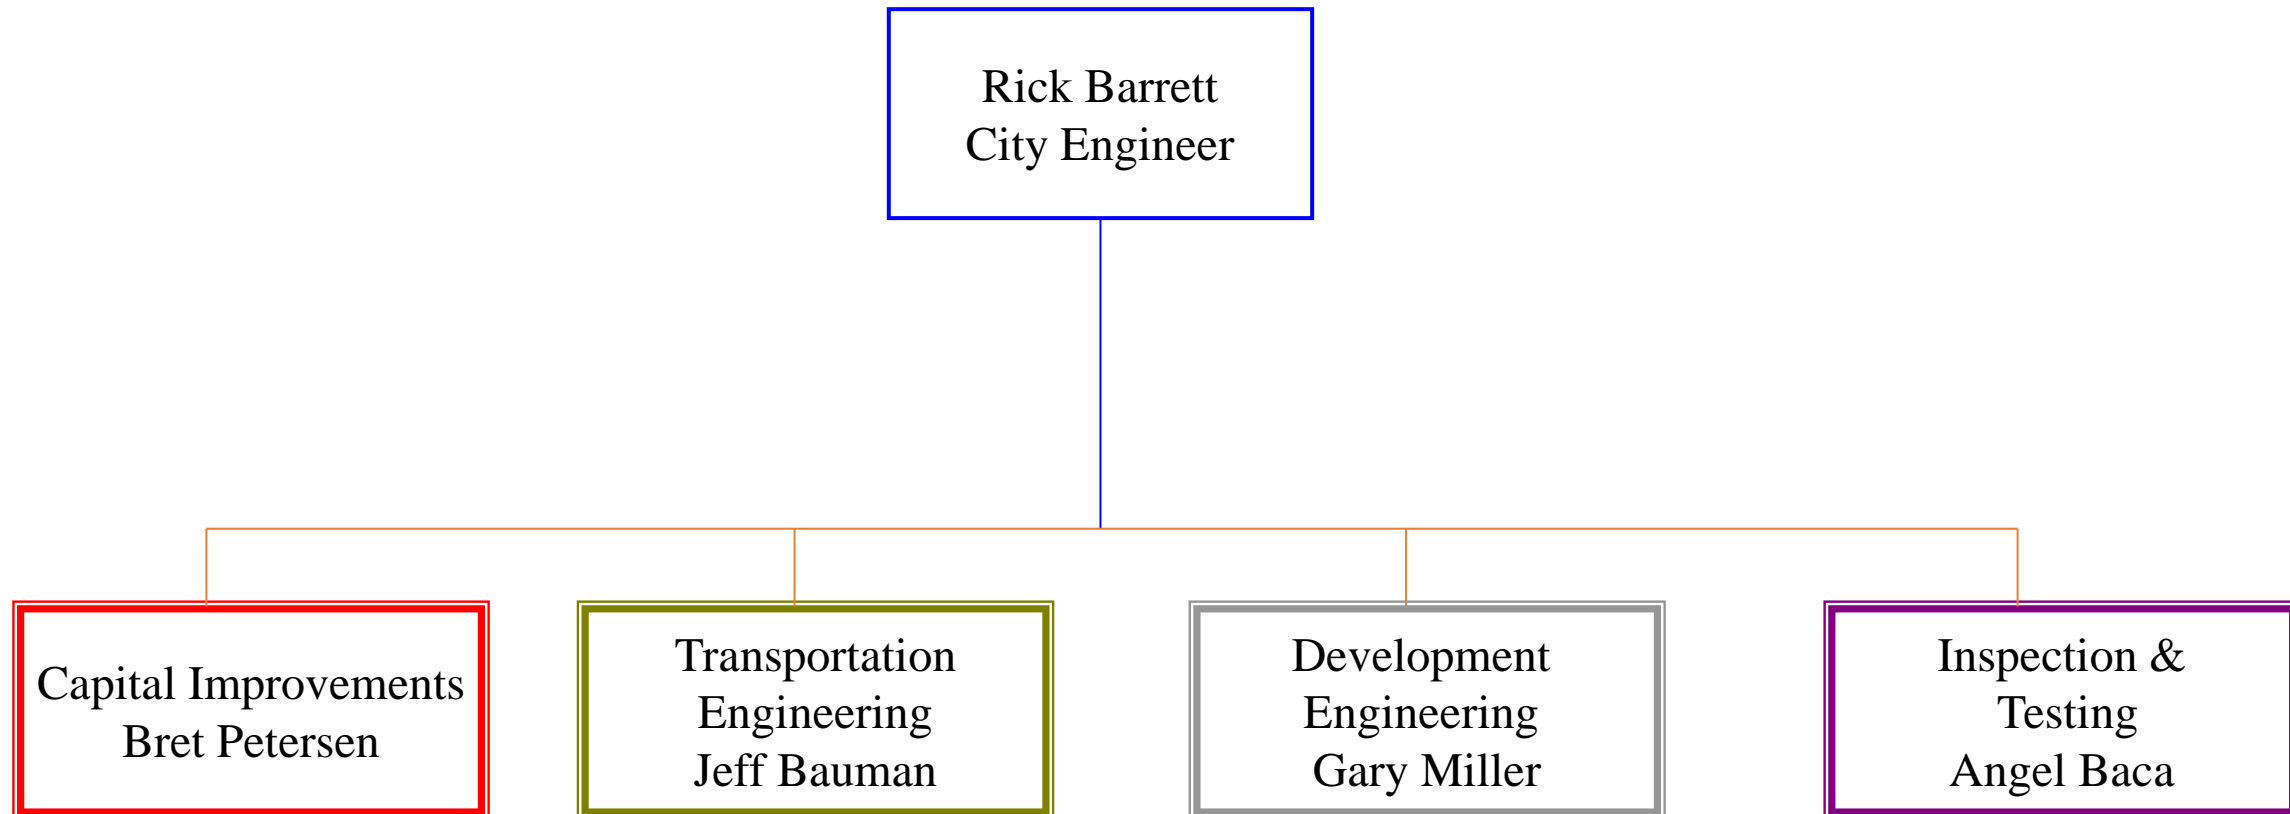 Rick Barrett
City Engineer
Capital Improvements
Bret Petersen
Transportation
Engineering
Jeff Bauman
Development
Engineering
Gary Miller
Inspection &
Testing
Angel Baca